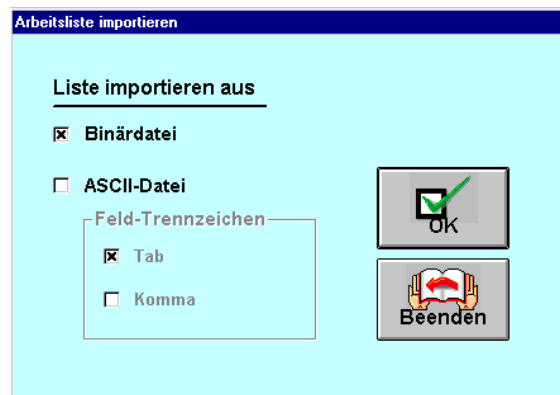 Arbeitsliste importieren
Liste importieren aus
Binärdatei
ASCII-Datei
Feld-Trennzeichen
Tab
Komma
OK
Beenden